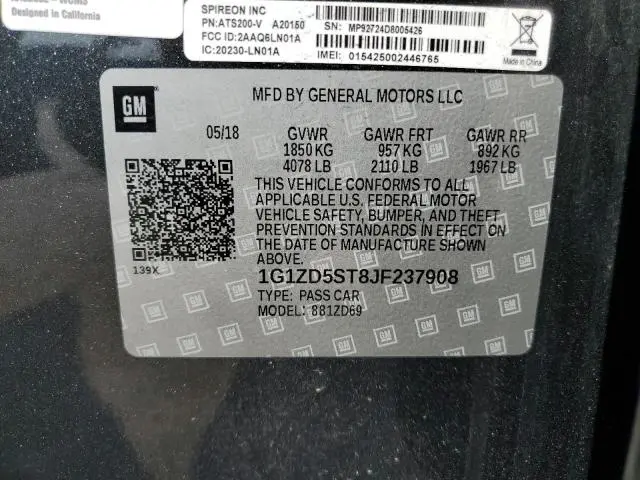 Designed in California
SPIREON INC
PN:ATS200-V A20150
FCC ID:2AAQ6LN01A
IC:20230-LN01A
SN: MP92724D8005426
IMEI: 015425002446765
Made in China
GM
MFD BY GENERAL MOTORS LLC
05/18 GVWR GAWR FRT GAWR RR
1850 KG 957 KG 892 KG
4078 LB 2110 LB 1967 LB
THIS VEHICLE CONFORMS TO ALL
APPLICABLE U.S. FEDERAL MOTOR
VEHICLE SAFETY, BUMPER, AND THEFT
PREVENTION STANDARDS IN EFFECT ON
THE DATE OF MANUFACTURE SHOWN
ABOVE.
139X
1G1ZD5ST8JF237908
TYPE: PASS CAR
MODEL: 881ZD69